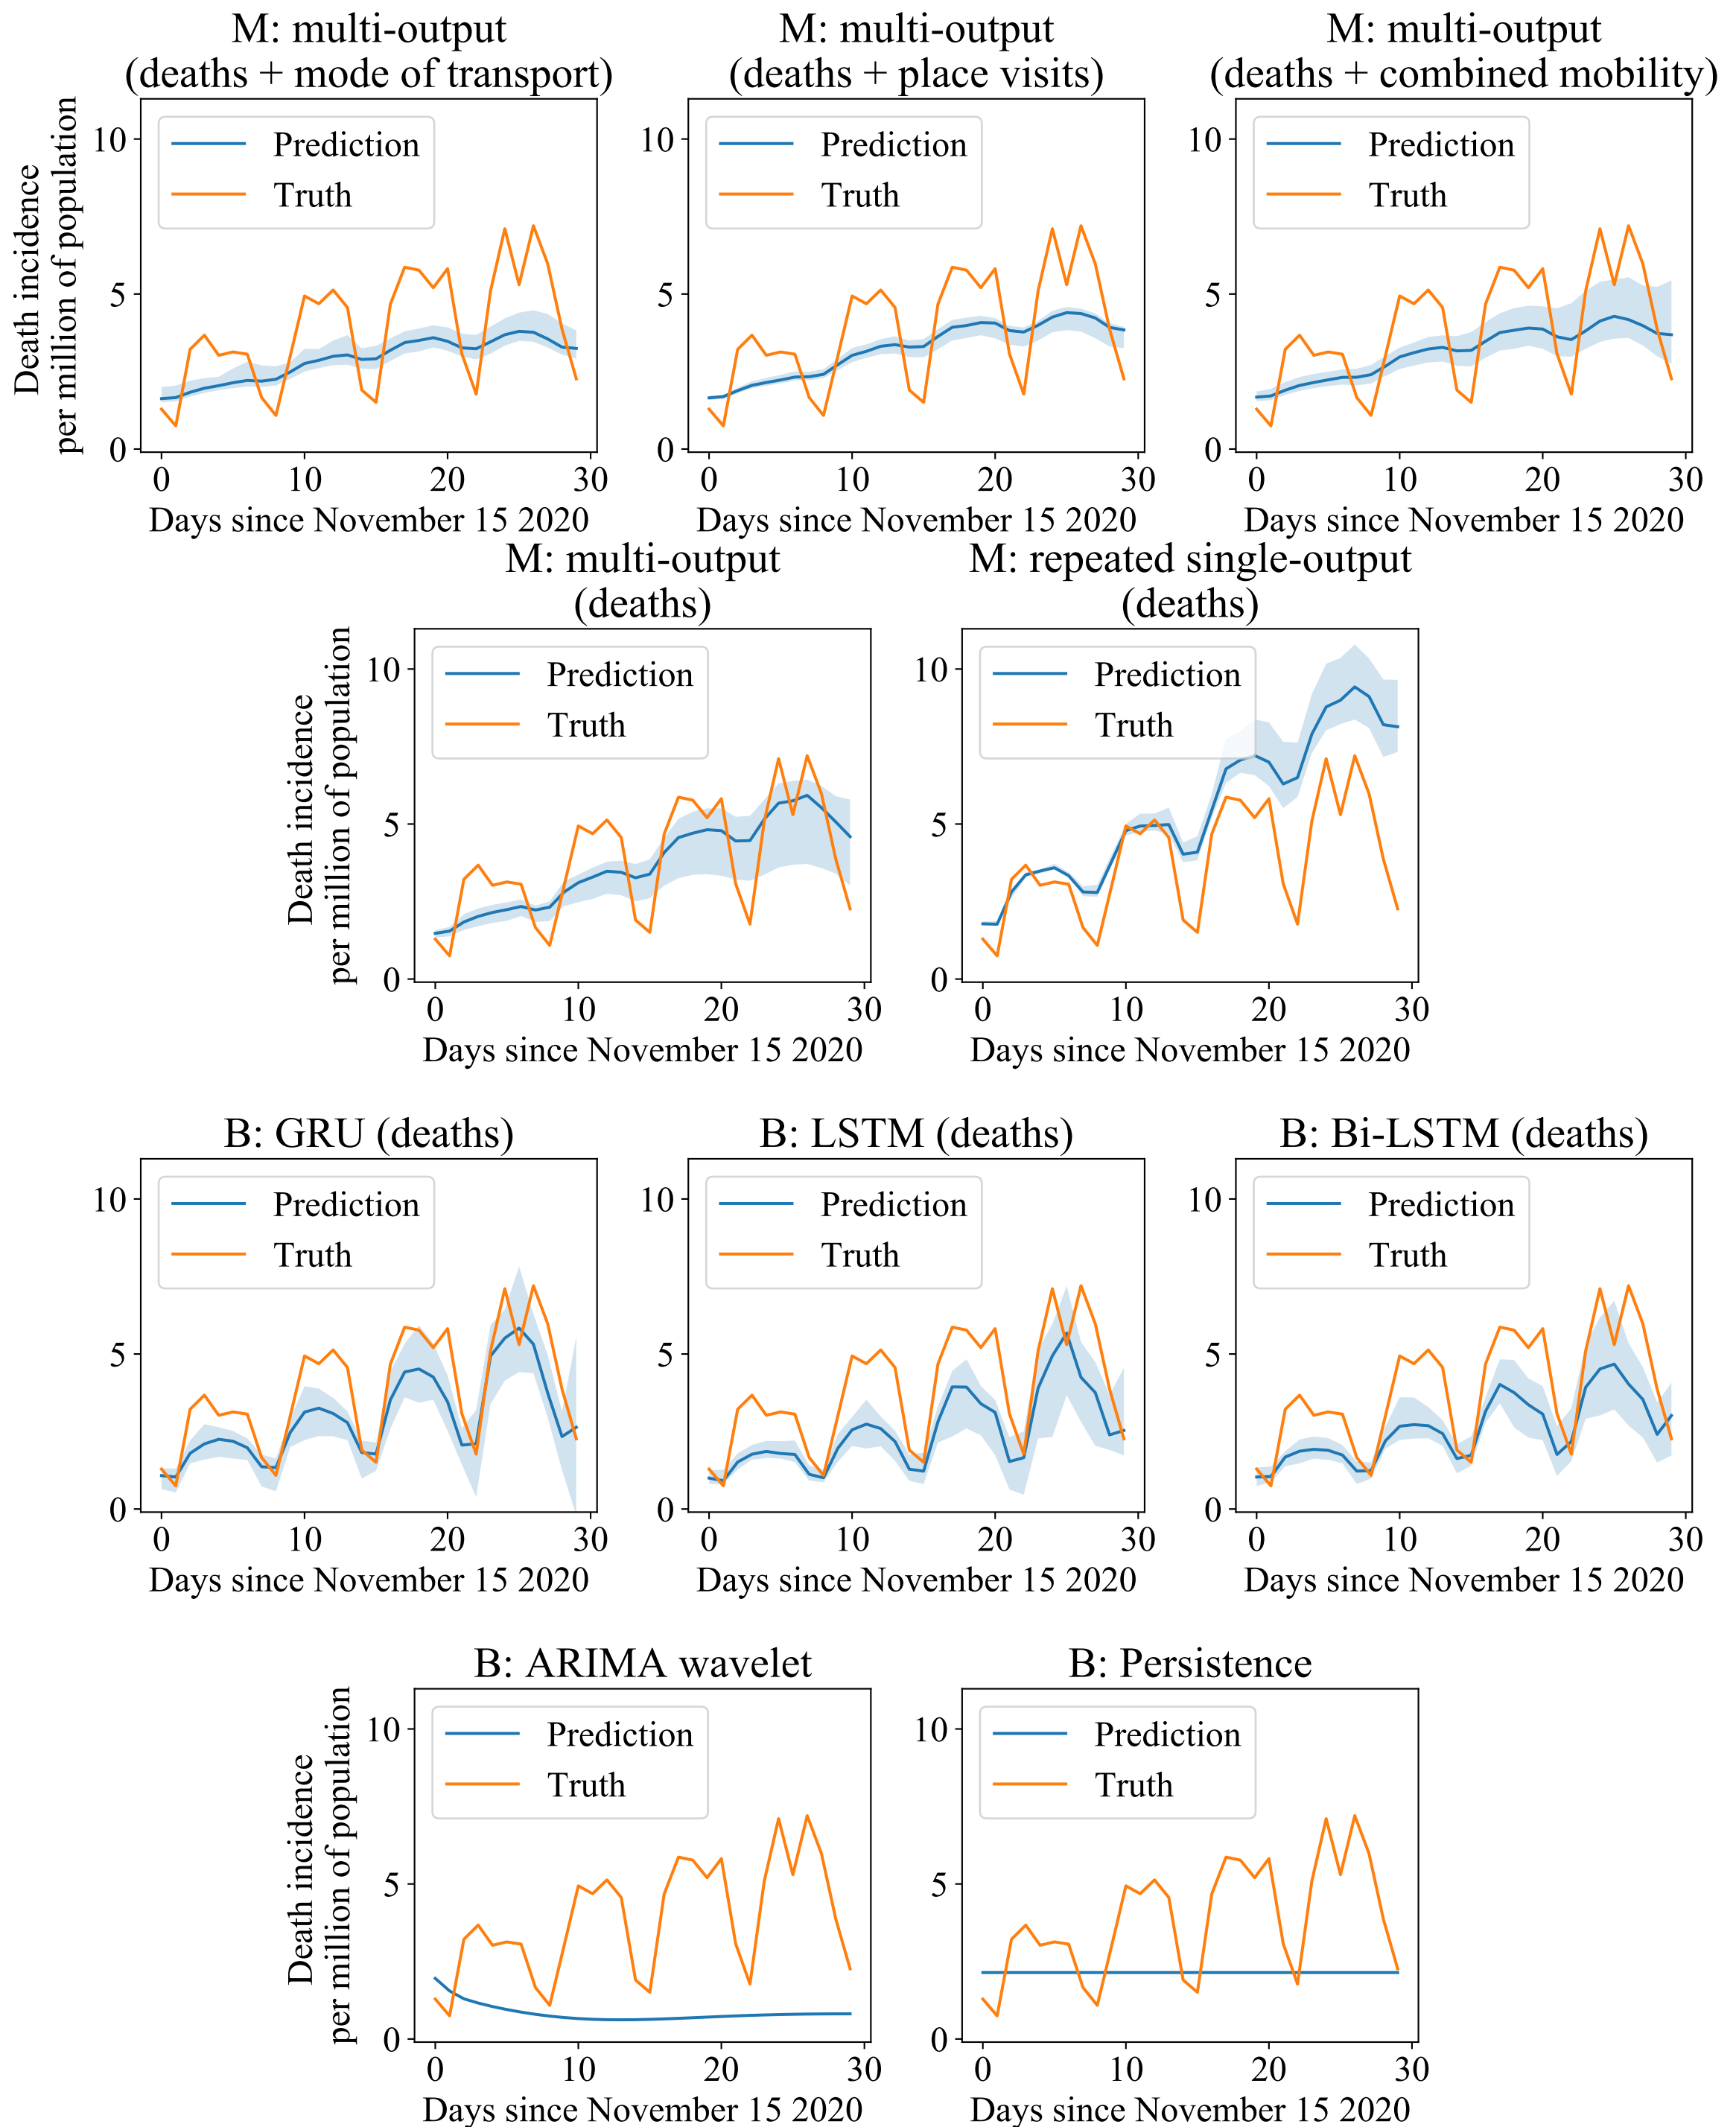 M: multi-output
(deaths + mode of transport)
M: multi-output
(deaths + place visits)
M: multi-output
(deaths + combined mobility)
Death incidence
per million of population
10
5
0
Prediction
Truth
0 10 20 30
Days since November 15 2020
10
5
0
Prediction
Truth
0 10 20 30
Days since November 15 2020
10
5
0
Prediction
Truth
0 10 20 30
Days since November 15 2020
M: multi-output
(deaths)
M: repeated single-output
(deaths)
Death incidence
per million of population
10
5
0
Prediction
Truth
0 10 20 30
Days since November 15 2020
10
5
0
Prediction
Truth
0 10 20 30
Days since November 15 2020
B: GRU (deaths)
B: LSTM (deaths)
B: Bi-LSTM (deaths)
10
5
0
Prediction
Truth
0 10 20 30
Days since November 15 2020
10
5
0
Prediction
Truth
0 10 20 30
Days since November 15 2020
10
5
0
Prediction
Truth
0 10 20 30
Days since November 15 2020
B: ARIMA wavelet
B: Persistence
Death incidence
per million of population
10
5
0
Prediction
Truth
0 10 20 30
Days since November 15 2020
10
5
0
Prediction
Truth
0 10 20 30
Days since November 15 2020